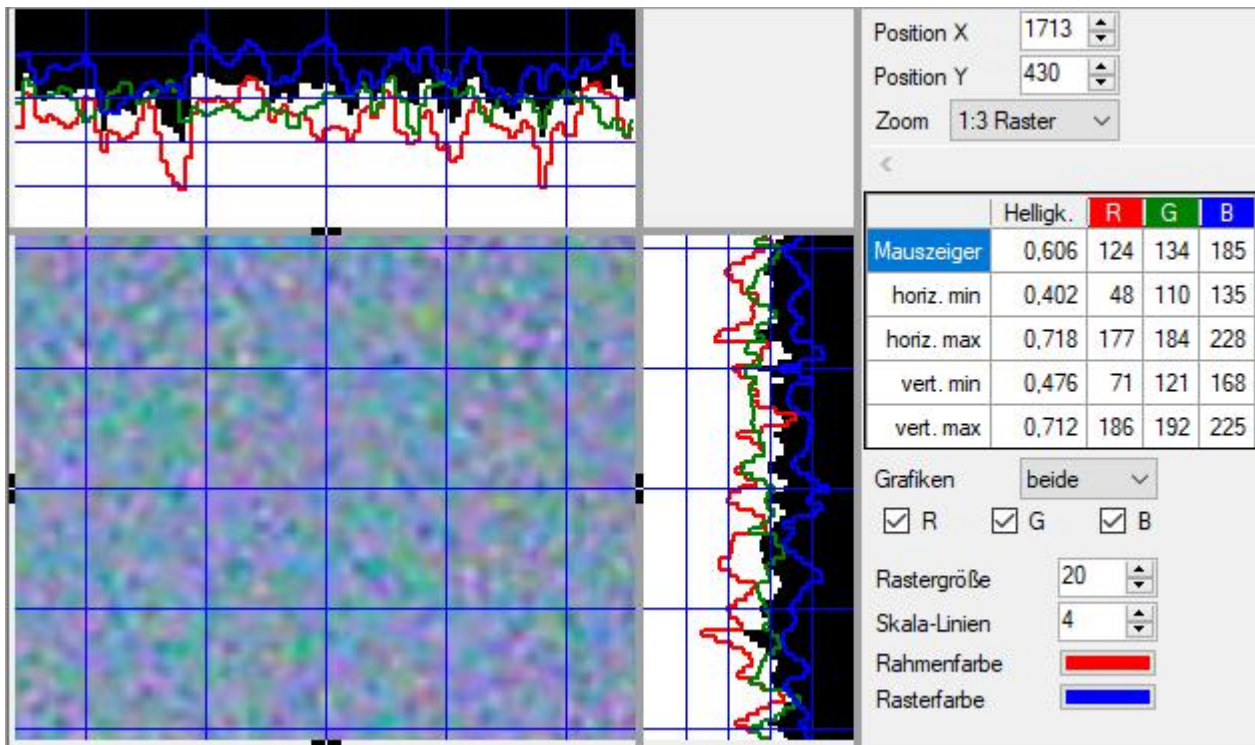 Position X 1713
Position Y 430
Zoom 1:3 Raster
Helligk. R G B
Mauszeiger 0,606 124 134 185
horiz. min 0,402 48 110 135
horiz. max 0,718 177 184 228
vert. min 0,476 71 121 168
vert. max 0,712 186 192 225
Grafiken beide
R G B
Rastergröße 20
Skala-Linien 4
Rahmenfarbe
Rasterfarbe